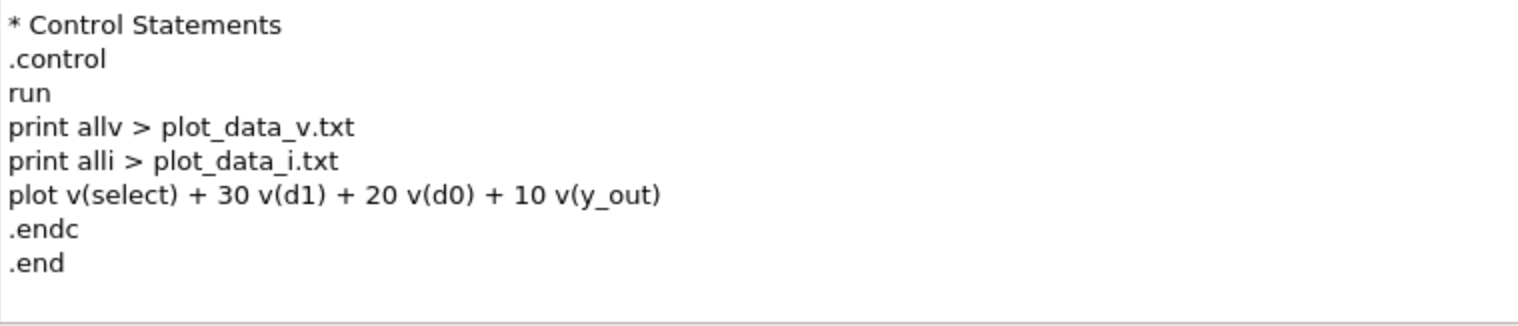 * Control Statements
.control
run
print allv > plot_data_v.txt
print alli > plot_data_i.txt
plot v(select) + 30 v(d1) + 20 v(d0) + 10 v(y_out)
.endc
.end